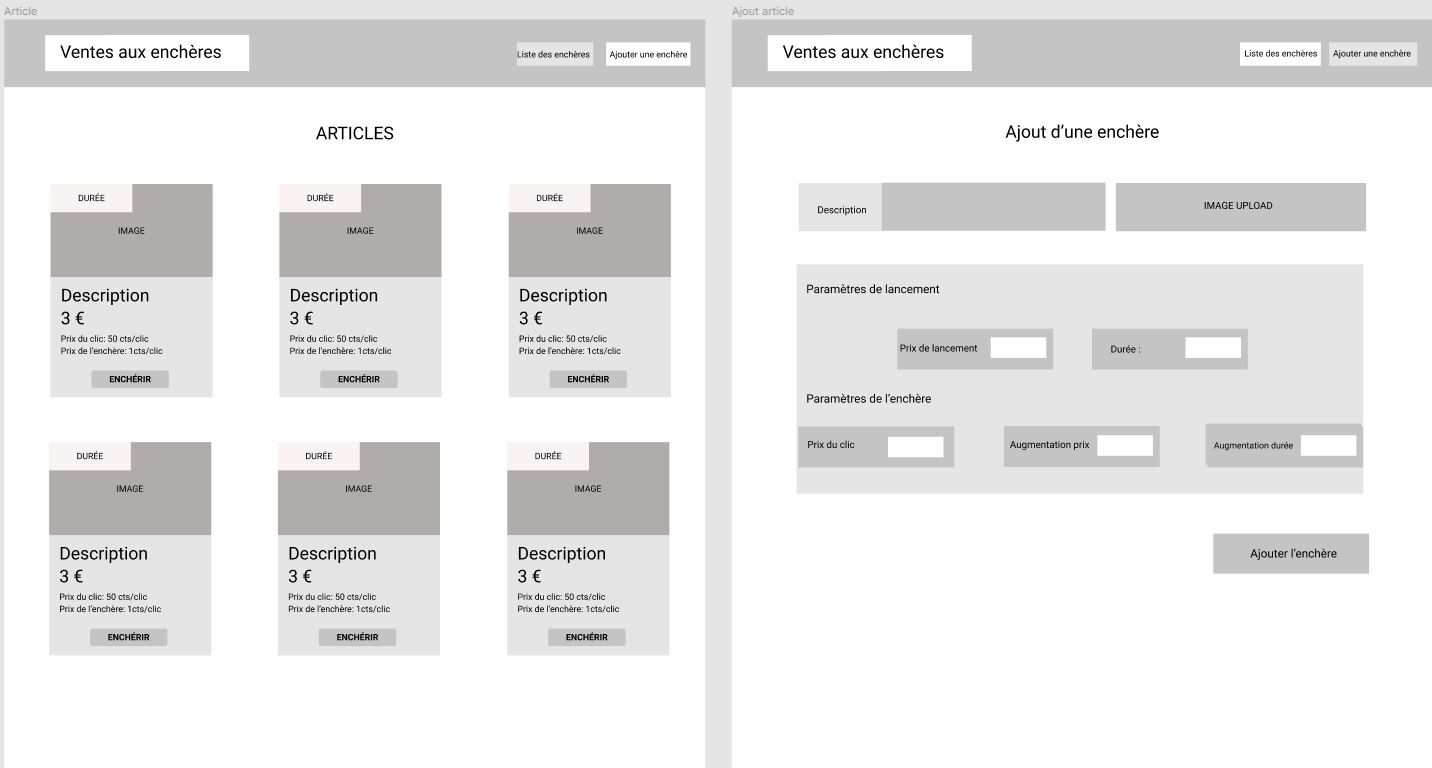 Article
Ventes aux enchères
Liste des enchères
Ajouter une enchère
ARTICLES
DURÉE
IMAGE
Description
3 €
Prix du clic: 50 cts/clic
Prix de l'enchère: 1cts/clic
ENCHÉRIR
DURÉE
IMAGE
Description
3 €
Prix du clic: 50 cts/clic
Prix de l'enchère: 1cts/clic
ENCHÉRIR
DURÉE
IMAGE
Description
3 €
Prix du clic: 50 cts/clic
Prix de l'enchère: 1cts/clic
ENCHÉRIR
DURÉE
IMAGE
Description
3 €
Prix du clic: 50 cts/clic
Prix de l'enchère: 1cts/clic
ENCHÉRIR
DURÉE
IMAGE
Description
3 €
Prix du clic: 50 cts/clic
Prix de l'enchère: 1cts/clic
ENCHÉRIR
DURÉE
IMAGE
Description
3 €
Prix du clic: 50 cts/clic
Prix de l'enchère: 1cts/clic
ENCHÉRIR
Ajout article
Ventes aux enchères
Liste des enchères
Ajouter une enchère
Ajout d’une enchère
Description
IMAGE UPLOAD
Paramètres de lancement
Prix de lancement
Durée :
Paramètres de l’enchère
Prix du clic
Augmentation prix
Augmentation durée
Ajouter l’enchère